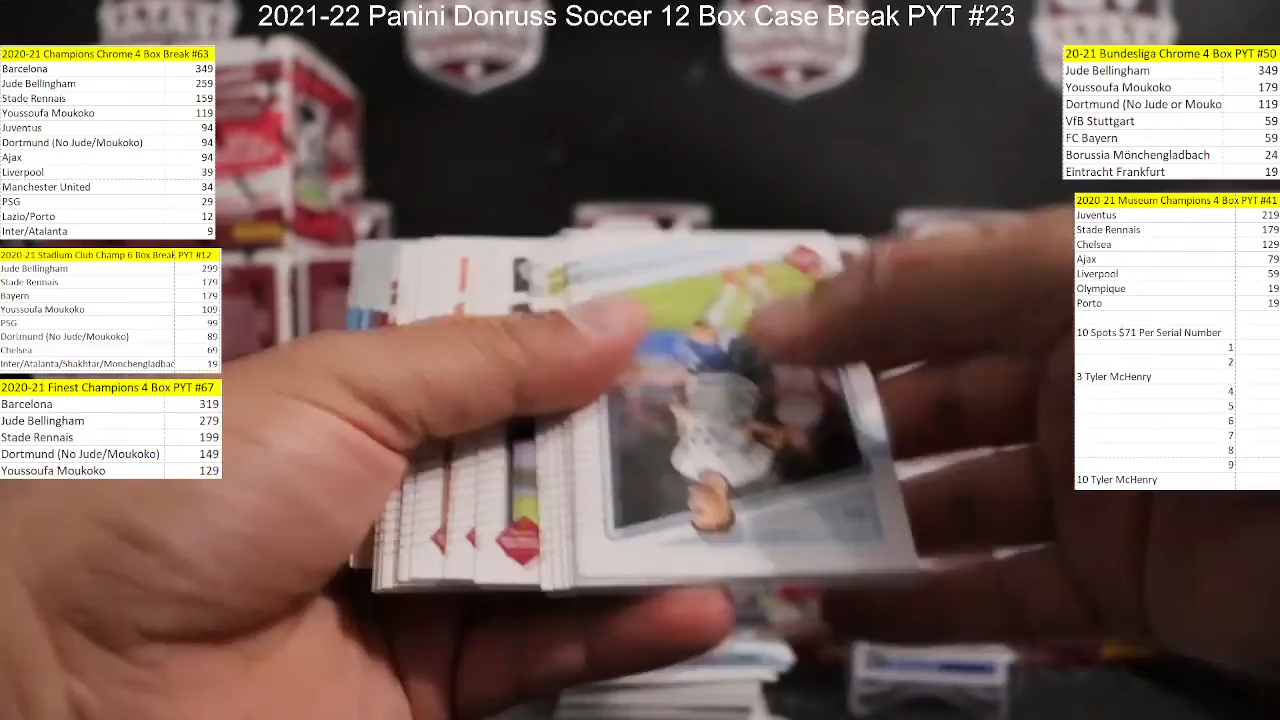 2021-22 Panini Donruss Soccer 12 Box Case Break PYT #23
2020-21 Champions Chrome 4 Box Break #63
Barcelona 349
Jude Bellingham 259
Stade Rennais 159
Youssoufa Moukoko 119
Juventus 94
Dortmund (No Jude/Moukoko) 94
Ajax 94
Liverpool 39
Manchester United 34
PSG 29
Lazio/Porto 12
Inter/Atalanta 9
2020-21 Stadium Club Champ 6 Box Break PYT #12
Jude Bellingham 299
Stade Rennais 179
Bayern 179
Youssoufa Moukoko 109
PSG 99
Dortmund (No Jude/Moukoko) 89
Chelsea 69
Inter/Atalanta/Shakhtar/Monchengladbac 19
2020-21 Finest Champions 4 Box PYT #67
Barcelona 319
Jude Bellingham 279
Stade Rennais 199
Dortmund (No Jude/Moukoko) 149
Youssoufa Moukoko 129
20-21 Bundesliga Chrome 4 Box PYT #50
Jude Bellingham 349
Youssoufa Moukoko 179
Dortmund (No Jude or Mouko 119
VfB Stuttgart 59
FC Bayern 59
Borussia Mönchengladbach 24
Eintracht Frankfurt 19
2020-21 Museum Champions 4 Box PYT #41
Juventus 219
Stade Rennais 179
Chelsea 129
Ajax 79
Liverpool 59
Olympique 19
Porto 19
10 Spots $71 Per Serial Number
1
2
3 Tyler McHenry
4
5
6
7
8
9
10 Tyler McHenry